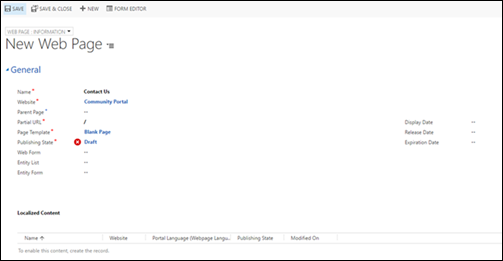 SAVE SAVE & CLOSE + NEW FORM EDITOR
WEB PAGE : INFORMATION
New Web Page
General
Name * Contact Us
Website * Community Portal
Parent Page * --
Partial URL * / Display Date --
Page Template * Blank Page Release Date --
Publishing State * Draft Expiration Date --
Web Form --
Entity List --
Entity Form --
Localized Content
Name ↑ Website Portal Language (Webpage Langu... Publishing State Modified On
To enable this content, create the record.